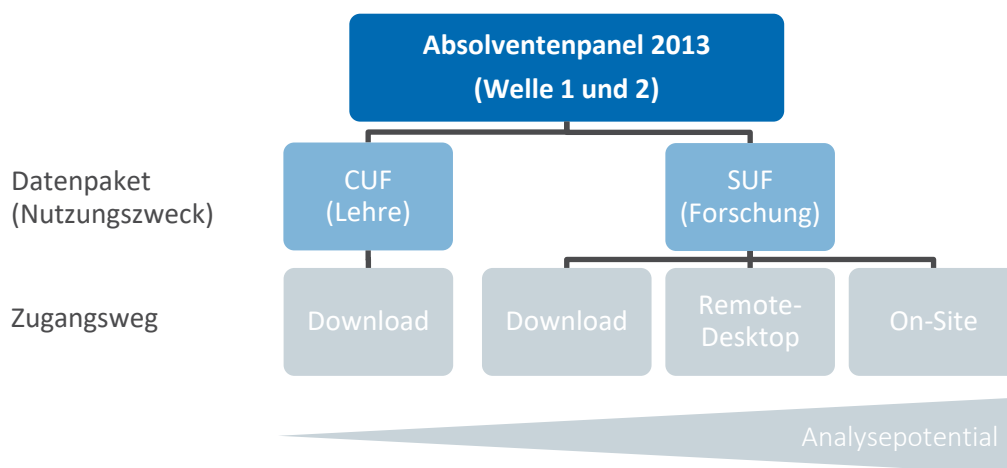 Absolventenpanel 2013
(Welle 1 und 2)
Datenpaket
(Nutzungszweck)
CUF
(Lehre)
SUF
(Forschung)
Zugangsweg
Download
Download
Remote-
Desktop
On-Site
Analysepotential